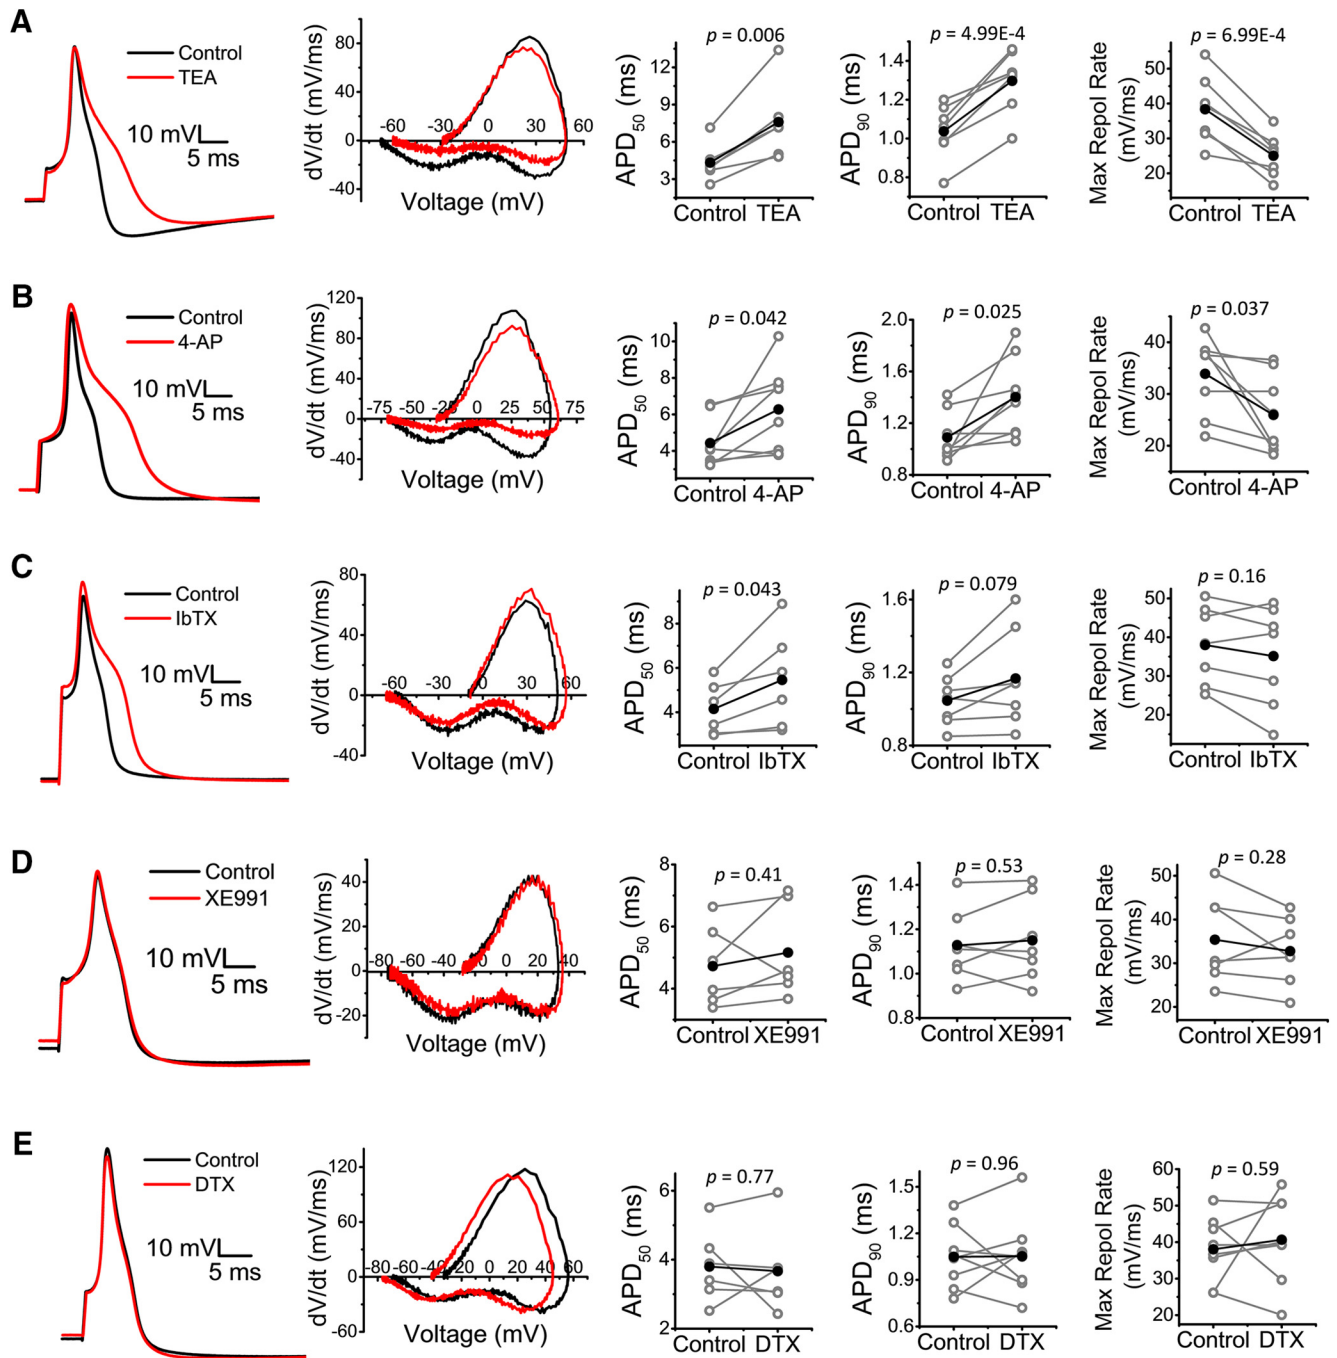 A
Control
TEA
10 mV
5 ms
dV/dt (mV/ms)
80
40
0
-40
-60 -30 0 30 60
Voltage (mV)
APD50 (ms)
12
9
6
3
p = 0.006
Control TEA
APD90 (ms)
1.4
1.2
1.0
0.8
p = 4.99E-4
Control TEA
Max Repol Rate
(mV/ms)
50
40
30
20
p = 6.99E-4
Control TEA
B
Control
4-AP
10 mV
5 ms
dV/dt (mV/ms)
120
80
40
0
-40
-75 -50 -25 0 25 50 75
Voltage (mV)
APD50 (ms)
10
8
6
4
p = 0.042
Control 4-AP
APD90 (ms)
2.0
1.6
1.2
0.8
p = 0.025
Control 4-AP
Max Repol Rate
(mV/ms)
40
30
20
p = 0.037
Control 4-AP
C
Control
IbTX
10 mV
5 ms
dV/dt (mV/ms)
80
40
0
-40
-60 -30 0 30 60
Voltage (mV)
APD50 (ms)
8
6
4
p = 0.043
Control IbTX
APD90 (ms)
1.6
1.2
0.8
p = 0.079
Control IbTX
Max Repol Rate
(mV/ms)
50
40
30
20
p = 0.16
Control IbTX
D
Control
XE991
10 mV
5 ms
dV/dt (mV/ms)
40
20
0
-20
-80 -60 -40 -20 0 20 40
Voltage (mV)
APD50 (ms)
8
6
4
p = 0.41
Control XE991
APD90 (ms)
1.4
1.2
1.0
0.8
p = 0.53
Control XE991
Max Repol Rate
(mV/ms)
50
40
30
20
p = 0.28
Control XE991
E
Control
DTX
10 mV
5 ms
dV/dt (mV/ms)
120
60
0
-60
-80 -60 -40 -20 0 20 40 60
Voltage (mV)
APD50 (ms)
6
4
2
p = 0.77
Control DTX
APD90 (ms)
1.5
1.2
0.9
0.6
p = 0.96
Control DTX
Max Repol Rate
(mV/ms)
60
50
40
30
20
p = 0.59
Control DTX